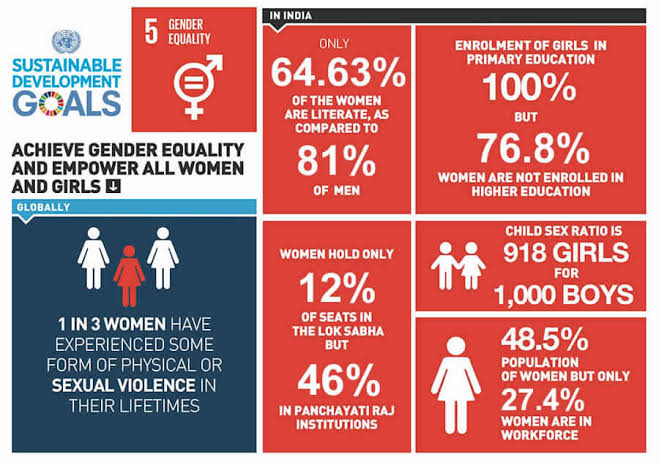 SUSTAINABLE
DEVELOPMENT
GOALS
5 GENDER
EQUALITY
ACHIEVE GENDER EQUALITY
AND EMPOWER ALL WOMEN
AND GIRLS
GLOBALLY
1 IN 3 WOMEN HAVE
EXPERIENCED SOME
FORM OF PHYSICAL OR
SEXUAL VIOLENCE IN
THEIR LIFETIMES
IN INDIA
ONLY
64.63%
OF THE WOMEN
ARE LITERATE, AS
COMPARED TO
81%
OF MEN
ENROLMENT OF GIRLS IN
PRIMARY EDUCATION
100%
BUT
76.8%
WOMEN ARE NOT ENROLLED IN
HIGHER EDUCATION
WOMEN HOLD ONLY
12%
OF SEATS IN
THE LOK SABHA
BUT
46%
IN PANCHAYATI RAJ
INSTITUTIONS
CHILD SEX RATIO IS
918 GIRLS
FOR
1,000 BOYS
48.5%
POPULATION
OF WOMEN BUT ONLY
27.4%
WOMEN ARE IN
WORKFORCE